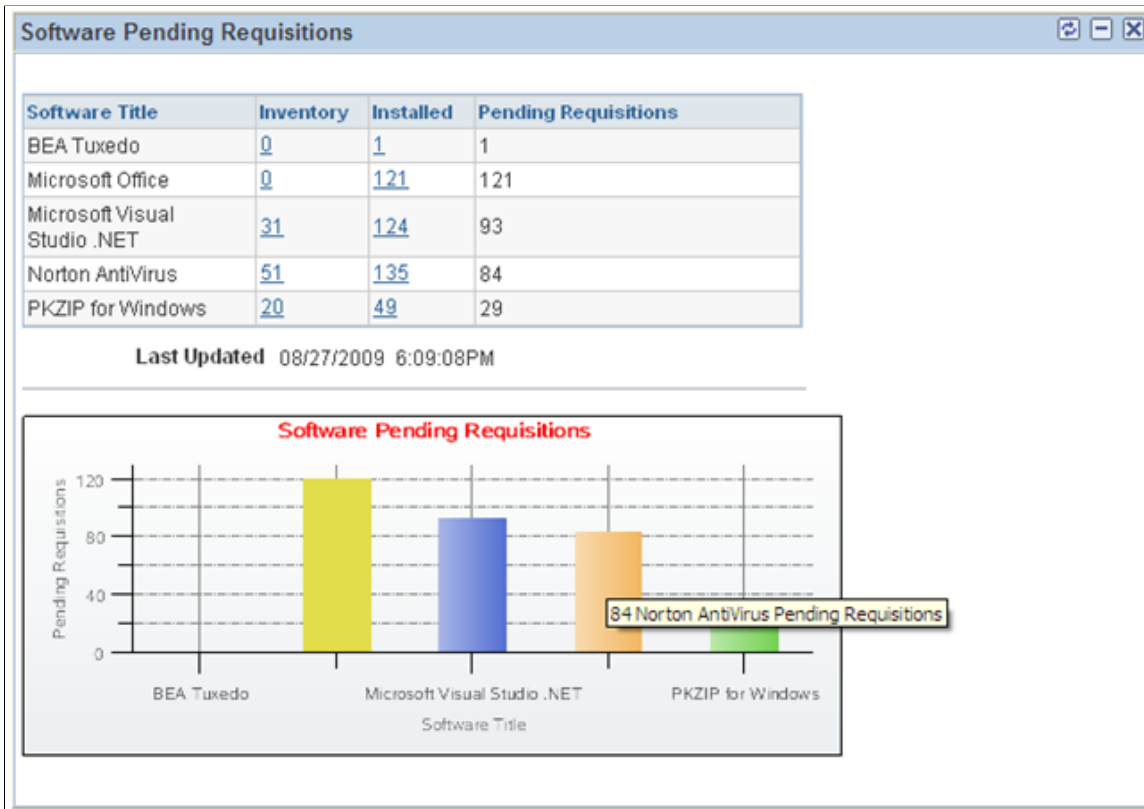 Software Pending Requisitions
Software Title Inventory Installed Pending Requisitions
BEA Tuxedo 0 1 1
Microsoft Office 0 121 121
Microsoft Visual
Studio .NET 31 124 93
Norton AntiVirus 51 135 84
PKZIP for Windows 20 49 29
Last Updated 08/27/2009 6:09:08PM
Software Pending Requisitions
Pending Requisitions
120
80
40
0
84 Norton AntiVirus Pending Requisitions
BEA Tuxedo Microsoft Visual Studio .NET PKZIP for Windows
Software Title